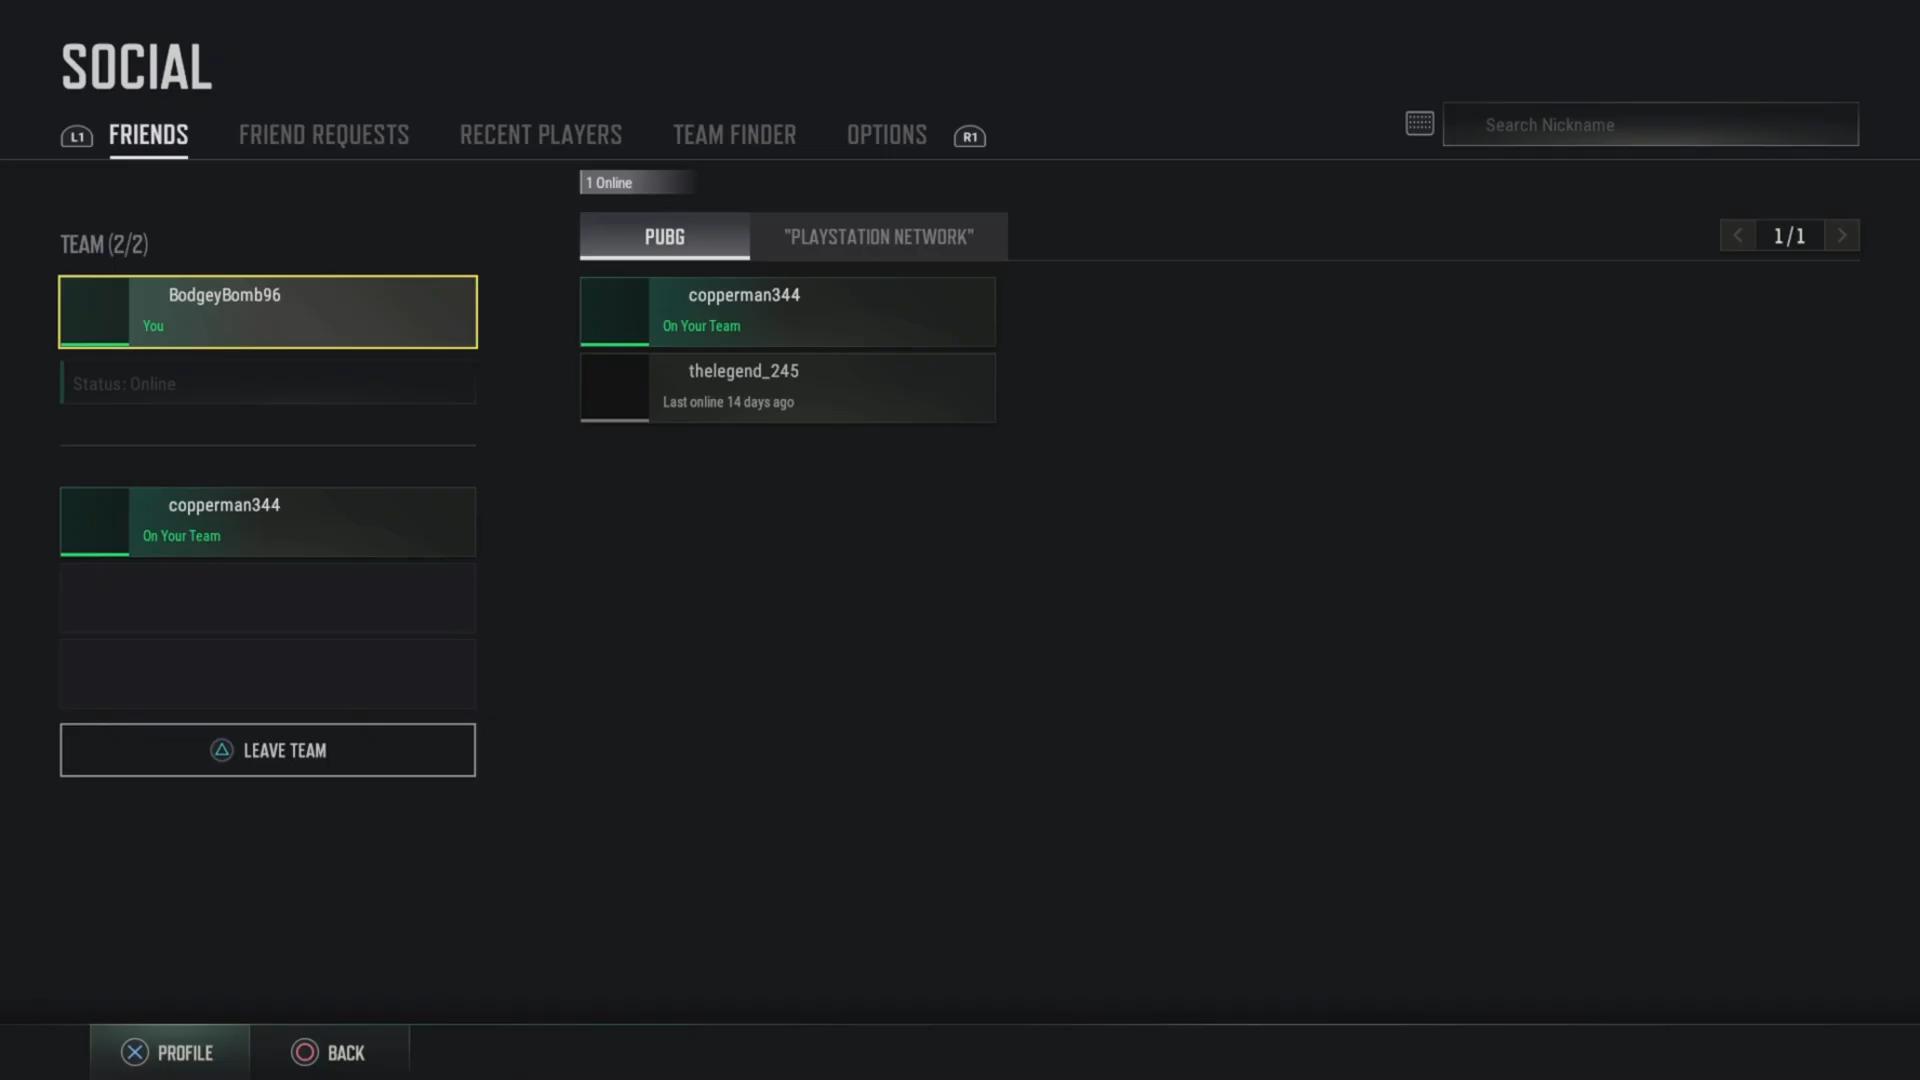 SOCIAL
L1 FRIENDS FRIEND REQUESTS RECENT PLAYERS TEAM FINDER OPTIONS R1
Search Nickname
1 Online
TEAM (2/2)
PUBG "PLAYSTATION NETWORK"
< 1/1 >
BodgeyBomb96
You
Status: Online
copperman344
On Your Team
LEAVE TEAM
copperman344
On Your Team
thelegend_245
Last online 14 days ago
PROFILE BACK